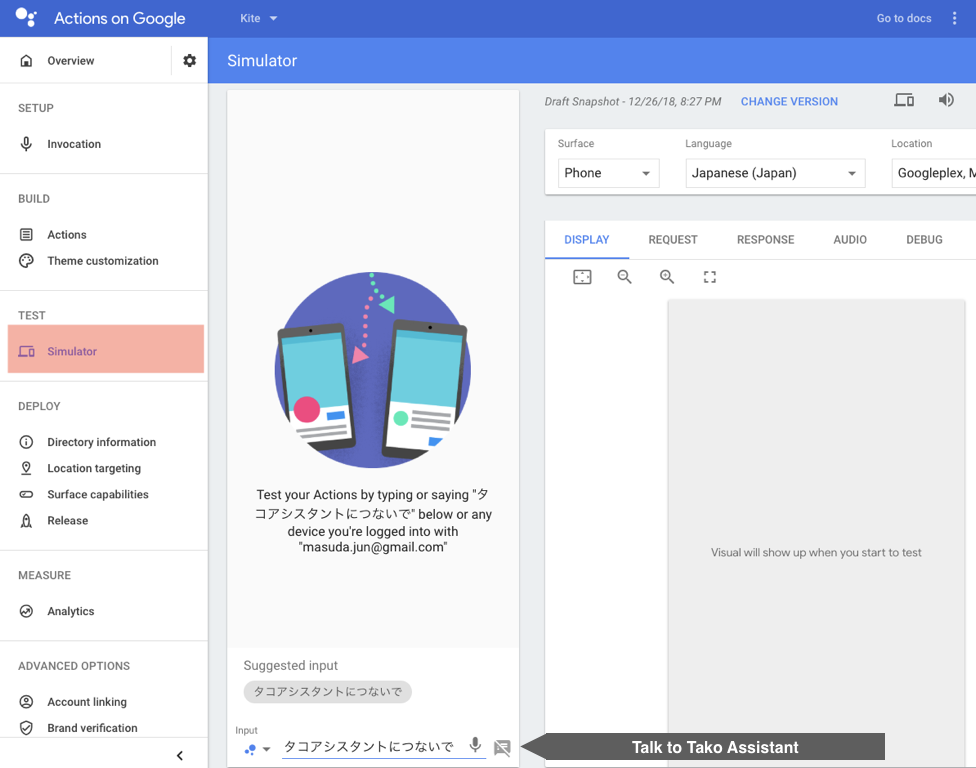 Actions on Google
Kite
Go to docs
Overview
Simulator
SETUP
Invocation
BUILD
Actions
Theme customization
TEST
Simulator
DEPLOY
Directory information
Location targeting
Surface capabilities
Release
MEASURE
Analytics
ADVANCED OPTIONS
Account linking
Brand verification
Test your Actions by typing or saying "タ
コアシスタントにつないで" below or any
device you're logged into with
"masuda.jun@gmail.com"
Suggested input
タコアシスタントにつないで
Input
タコアシスタントにつないで
Talk to Tako Assistant
Draft Snapshot - 12/26/18, 8:27 PM
CHANGE VERSION
Surface
Language
Location
Phone
Japanese (Japan)
Googleplex, M
DISPLAY
REQUEST
RESPONSE
AUDIO
DEBUG
Visual will show up when you start to test